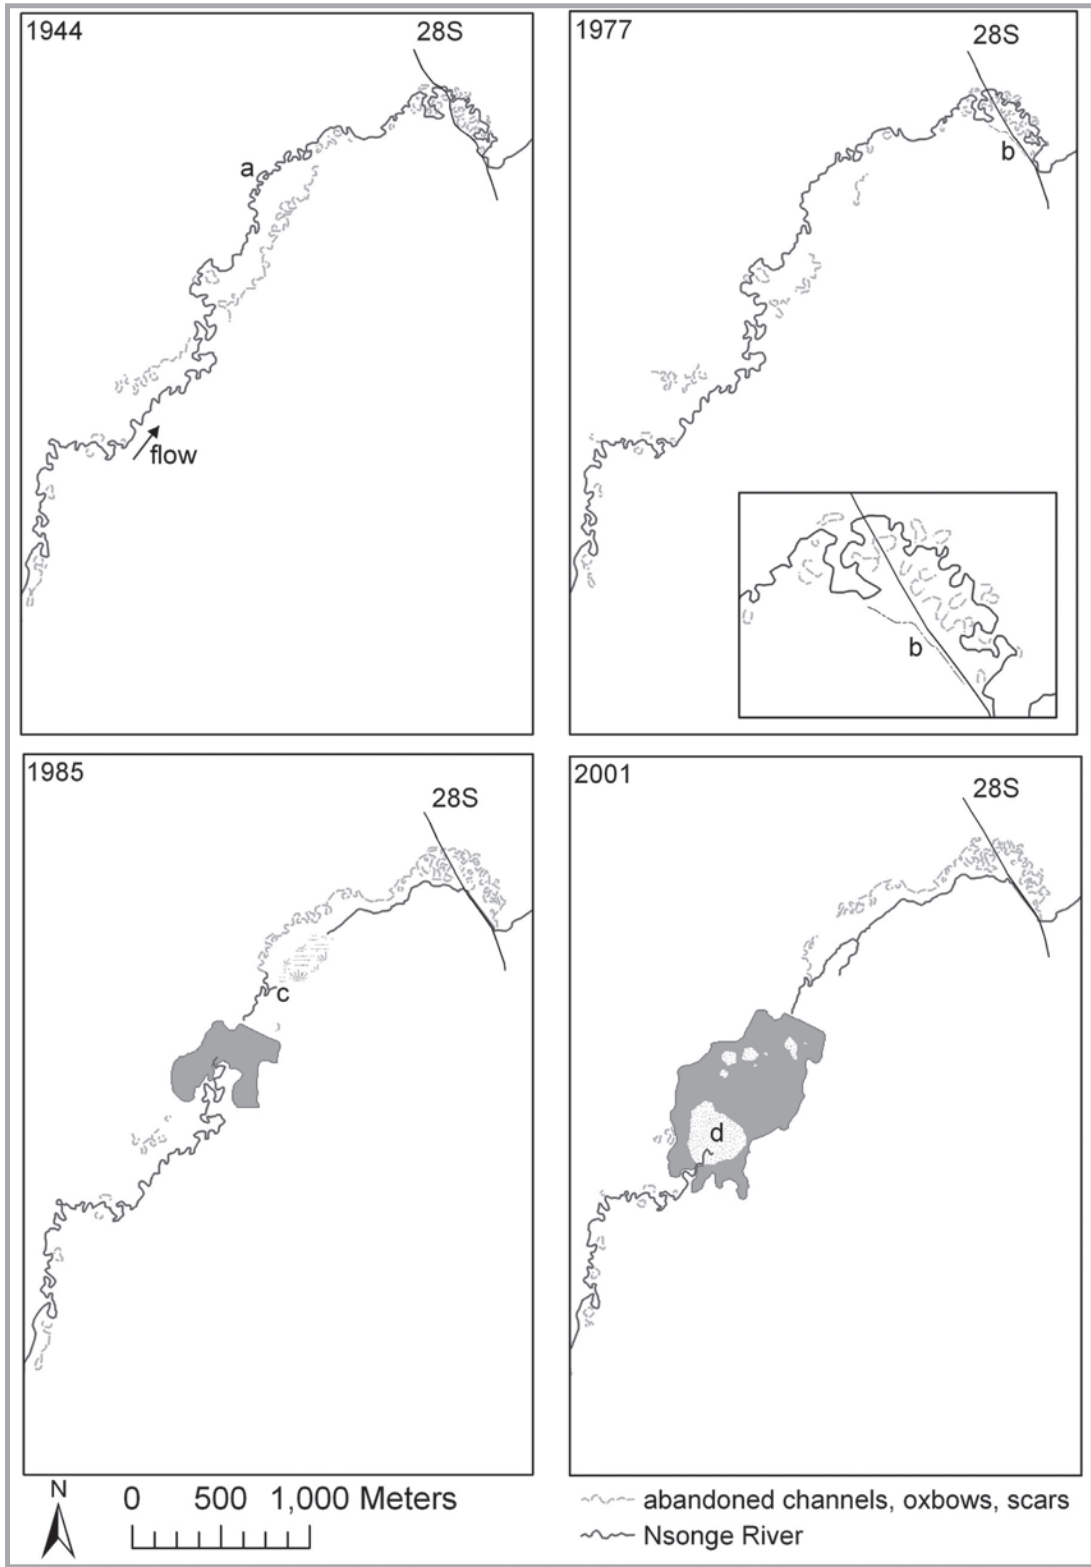 1944
28S
a
flow
1977
28S
b
b
1985
28S
c
2001
28S
d
N
0 500 1,000 Meters
abandoned channels, oxbows, scars
Nsonge River